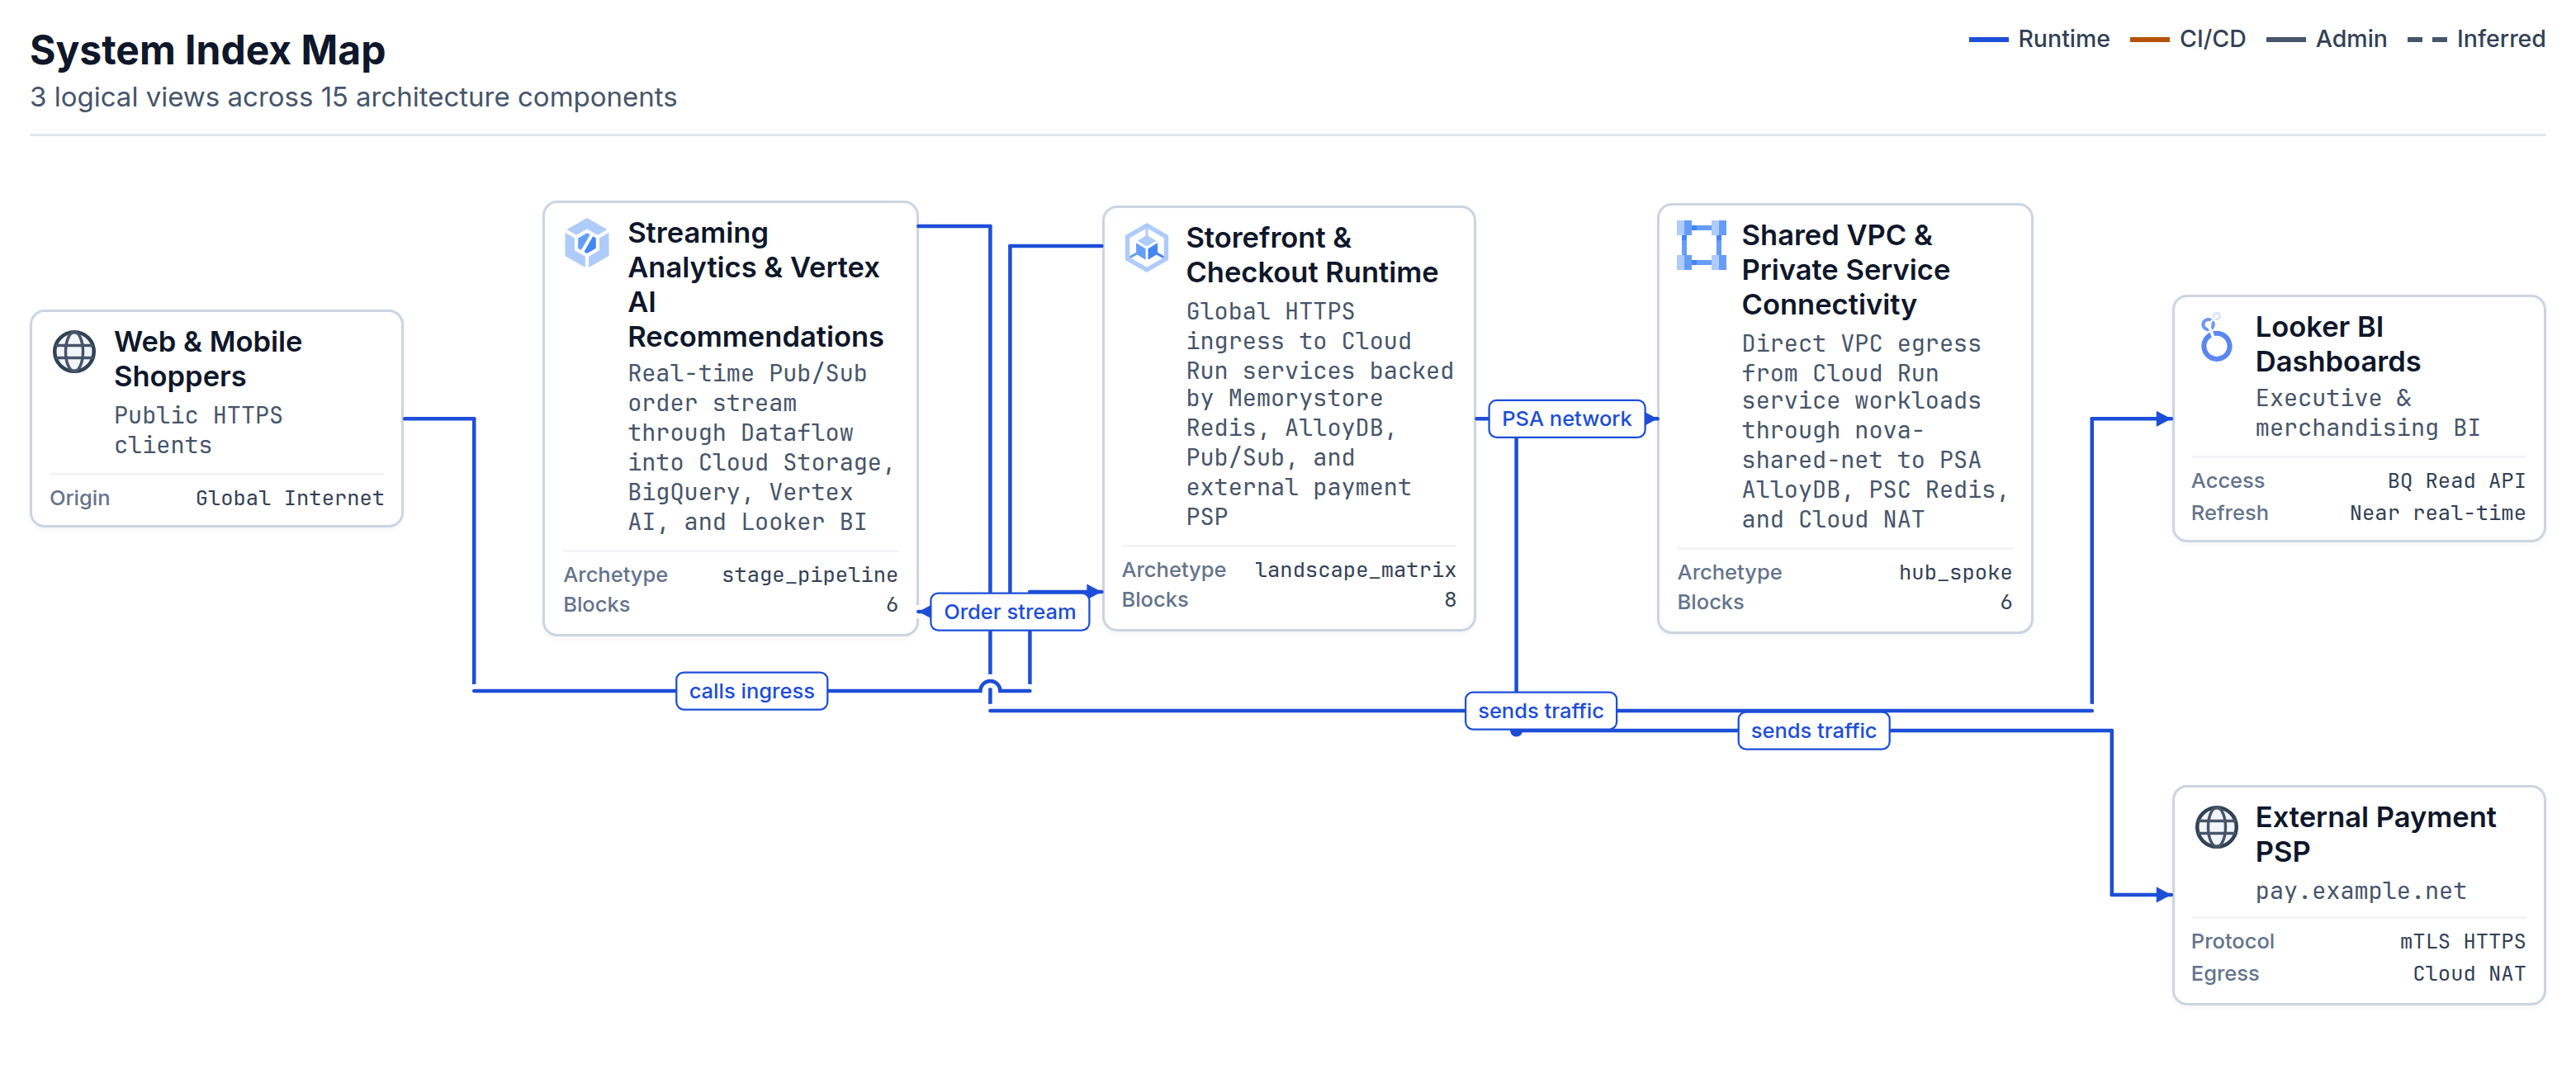 System Index Map
3 logical views across 15 architecture components
Runtime
CI/CD
Admin
Inferred
Web & Mobile
Shoppers
Public HTTPS
clients
Origin Global Internet
Streaming
Analytics & Vertex
AI
Recommendations
Real-time Pub/Sub
order stream
through Dataflow
into Cloud Storage,
BigQuery, Vertex
AI, and Looker BI
Archetype stage_pipeline
Blocks 6
Storefront &
Checkout Runtime
Global HTTPS
ingress to Cloud
Run services backed
by Memorystore
Redis, AlloyDB,
Pub/Sub, and
external payment
PSP
Archetype landscape_matrix
Blocks 8
Shared VPC &
Private Service
Connectivity
Direct VPC egress
from Cloud Run
service workloads
through nova-
shared-net to PSA
AlloyDB, PSC Redis,
and Cloud NAT
Archetype hub_spoke
Blocks 6
Looker BI
Dashboards
Executive &
merchandising BI
Access BQ Read API
Refresh Near real-time
PSA network
Order stream
calls ingress
sends traffic
sends traffic
External Payment
PSP
pay.example.net
Protocol mTLS HTTPS
Egress Cloud NAT